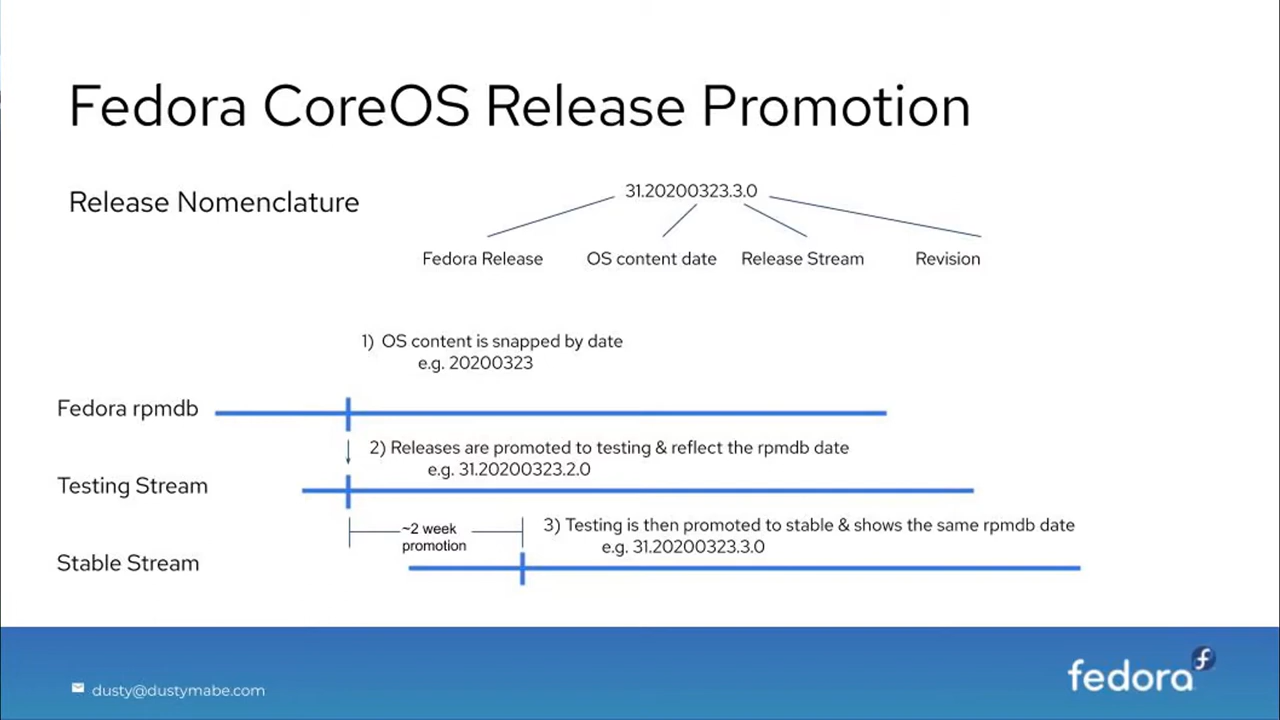 Fedora CoreOS Release Promotion
Release Nomenclature
31.20200323.3.0
Fedora Release OS content date Release Stream Revision
1) OS content is snapped by date
e.g. 20200323
Fedora rpmdb
2) Releases are promoted to testing & reflect the rpmdb date
e.g. 31.20200323.2.0
Testing Stream
~2 week
promotion
3) Testing is then promoted to stable & shows the same rpmdb date
e.g. 31.20200323.3.0
Stable Stream
dusty@dustymabe.com
fedora